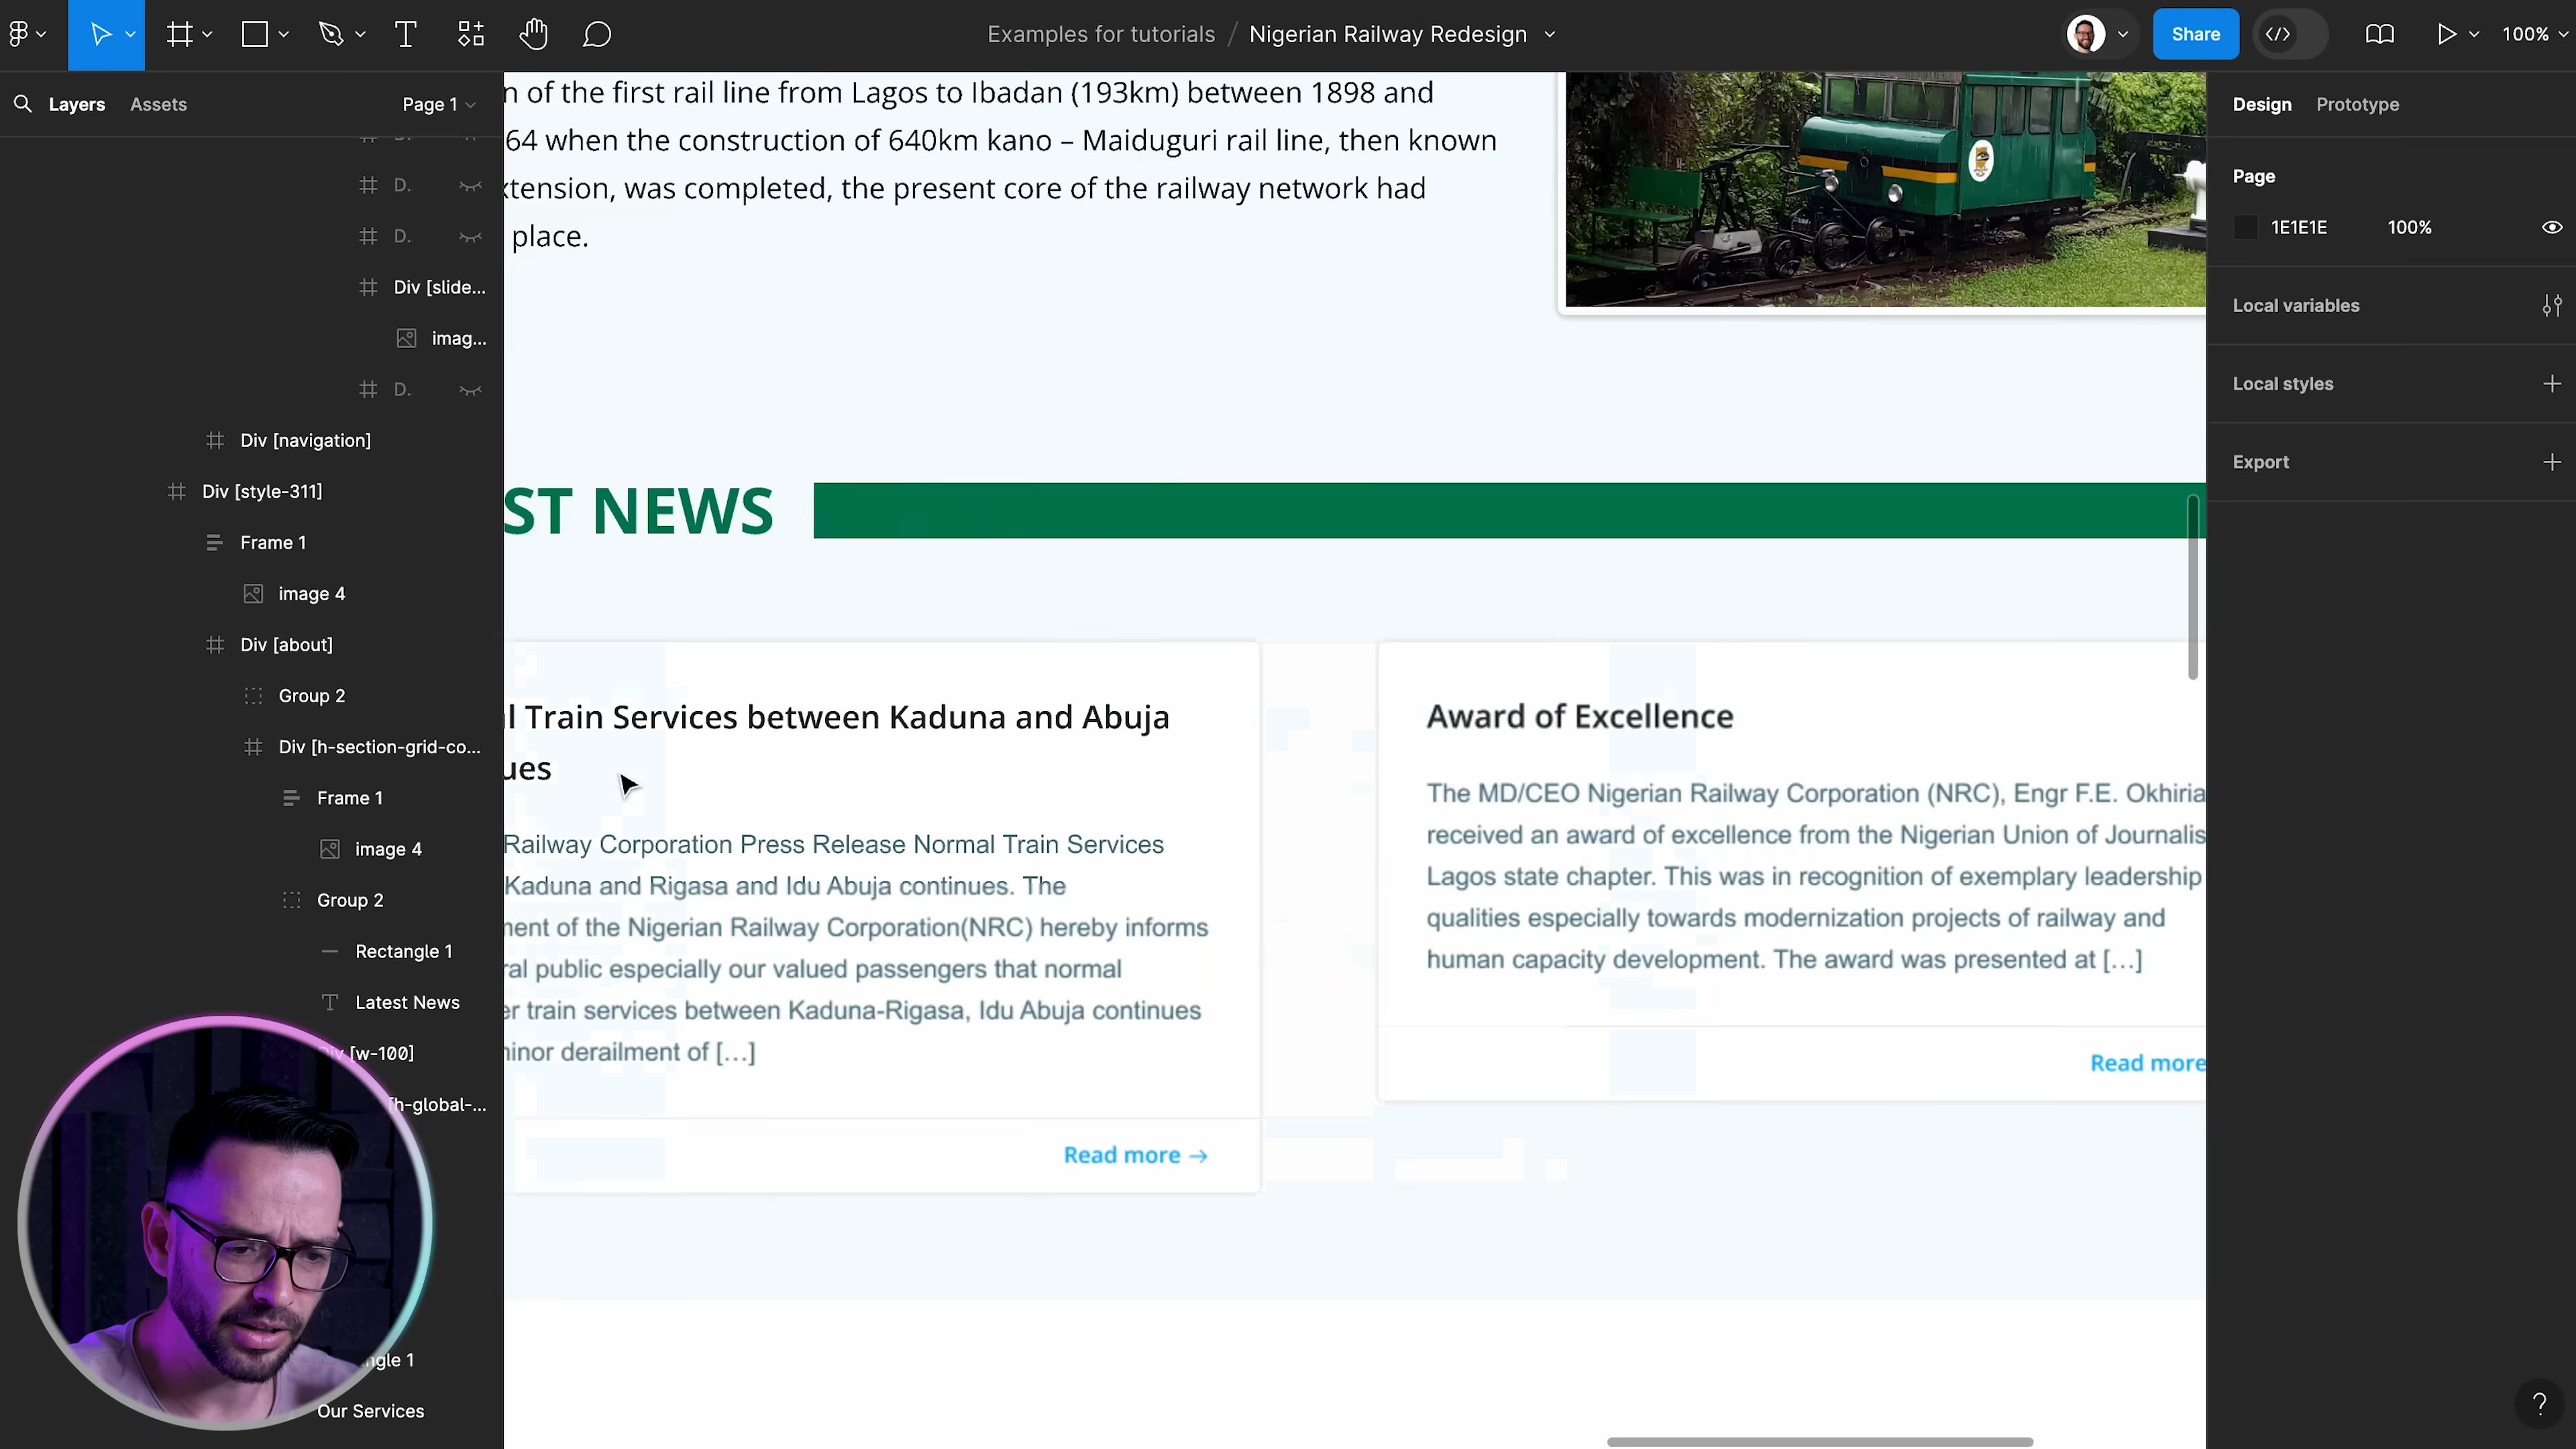 Examples for tutorials / Nigerian Railway Redesign
Share
100%
Layers
Assets
Page 1
D.
D.
Div [slide...
imag...
D.
Div [navigation]
Div [style-311]
Frame 1
image 4
Div [about]
Group 2
Div [h-section-grid-co...
Frame 1
image 4
Group 2
Rectangle 1
Latest News
[w-100]
[h-global-...
ngle 1
Our Services
n of the first rail line from Lagos to Ibadan (193km) between 1898 and
64 when the construction of 640km kano – Maiduguri rail line, then known
xtension, was completed, the present core of the railway network had
place.
ST NEWS
l Train Services between Kaduna and Abuja
ues
Railway Corporation Press Release Normal Train Services
Kaduna and Rigasa and Idu Abuja continues. The
ment of the Nigerian Railway Corporation(NRC) hereby informs
ral public especially our valued passengers that normal
er train services between Kaduna-Rigasa, Idu Abuja continues
minor derailment of […]
Read more →
Award of Excellence
The MD/CEO Nigerian Railway Corporation (NRC), Engr F.E. Okhiria
received an award of excellence from the Nigerian Union of Journalis
Lagos state chapter. This was in recognition of exemplary leadership
qualities especially towards modernization projects of railway and
human capacity development. The award was presented at […]
Read more
Design
Prototype
Page
1E1E1E
100%
Local variables
Local styles
Export
?